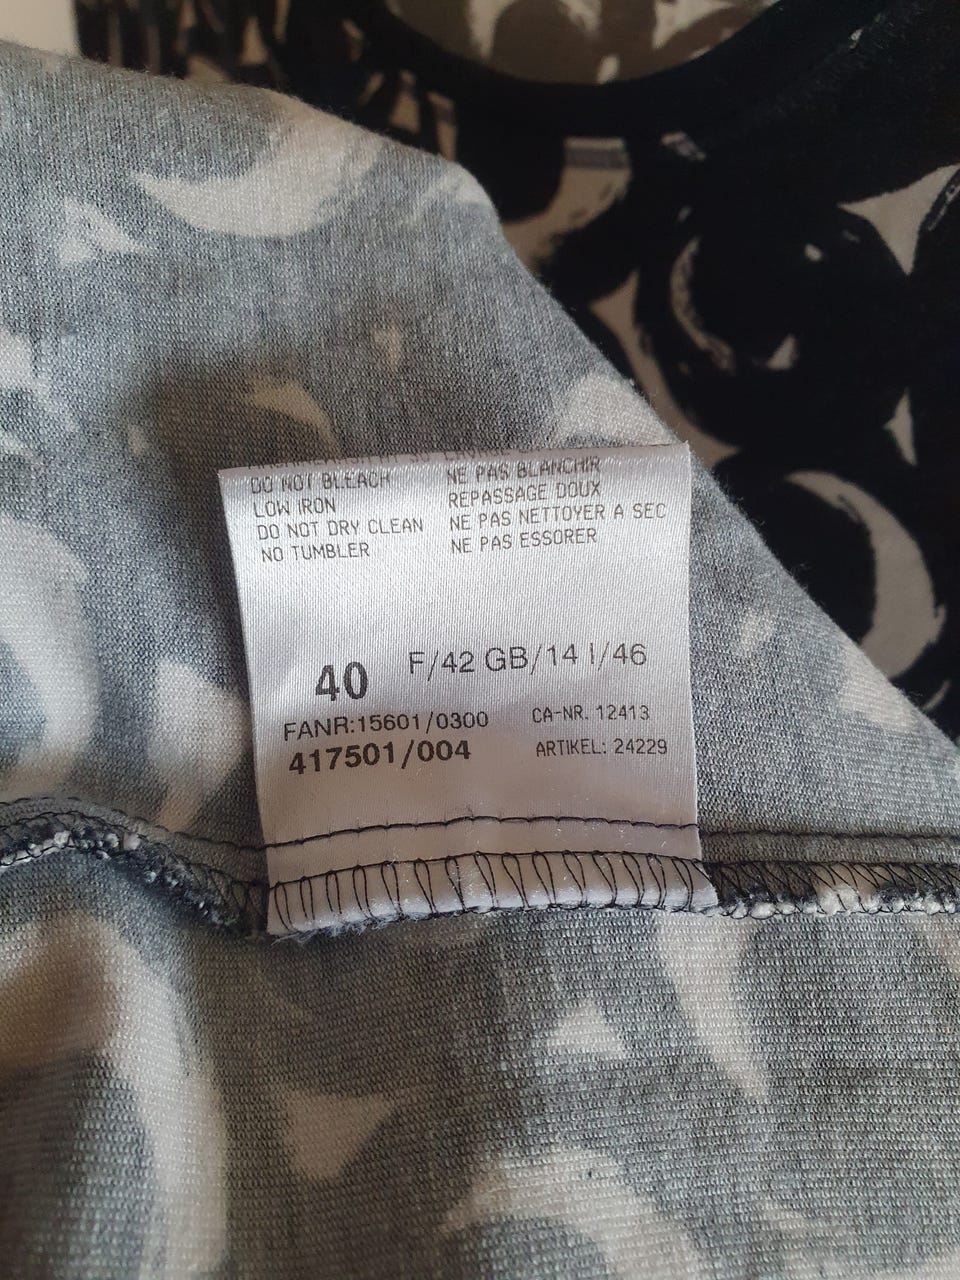 DO NOT BLEACH NE PAS BLANCHIR
LOW IRON REPASSAGE DOUX
DO NOT DRY CLEAN NE PAS NETTOYER A SEC
NO TUMBLER NE PAS ESSORER
40 F/42 GB/14 I/46
FANR:15601/0300 CA-NR. 12413
417501/004 ARTIKEL: 24229